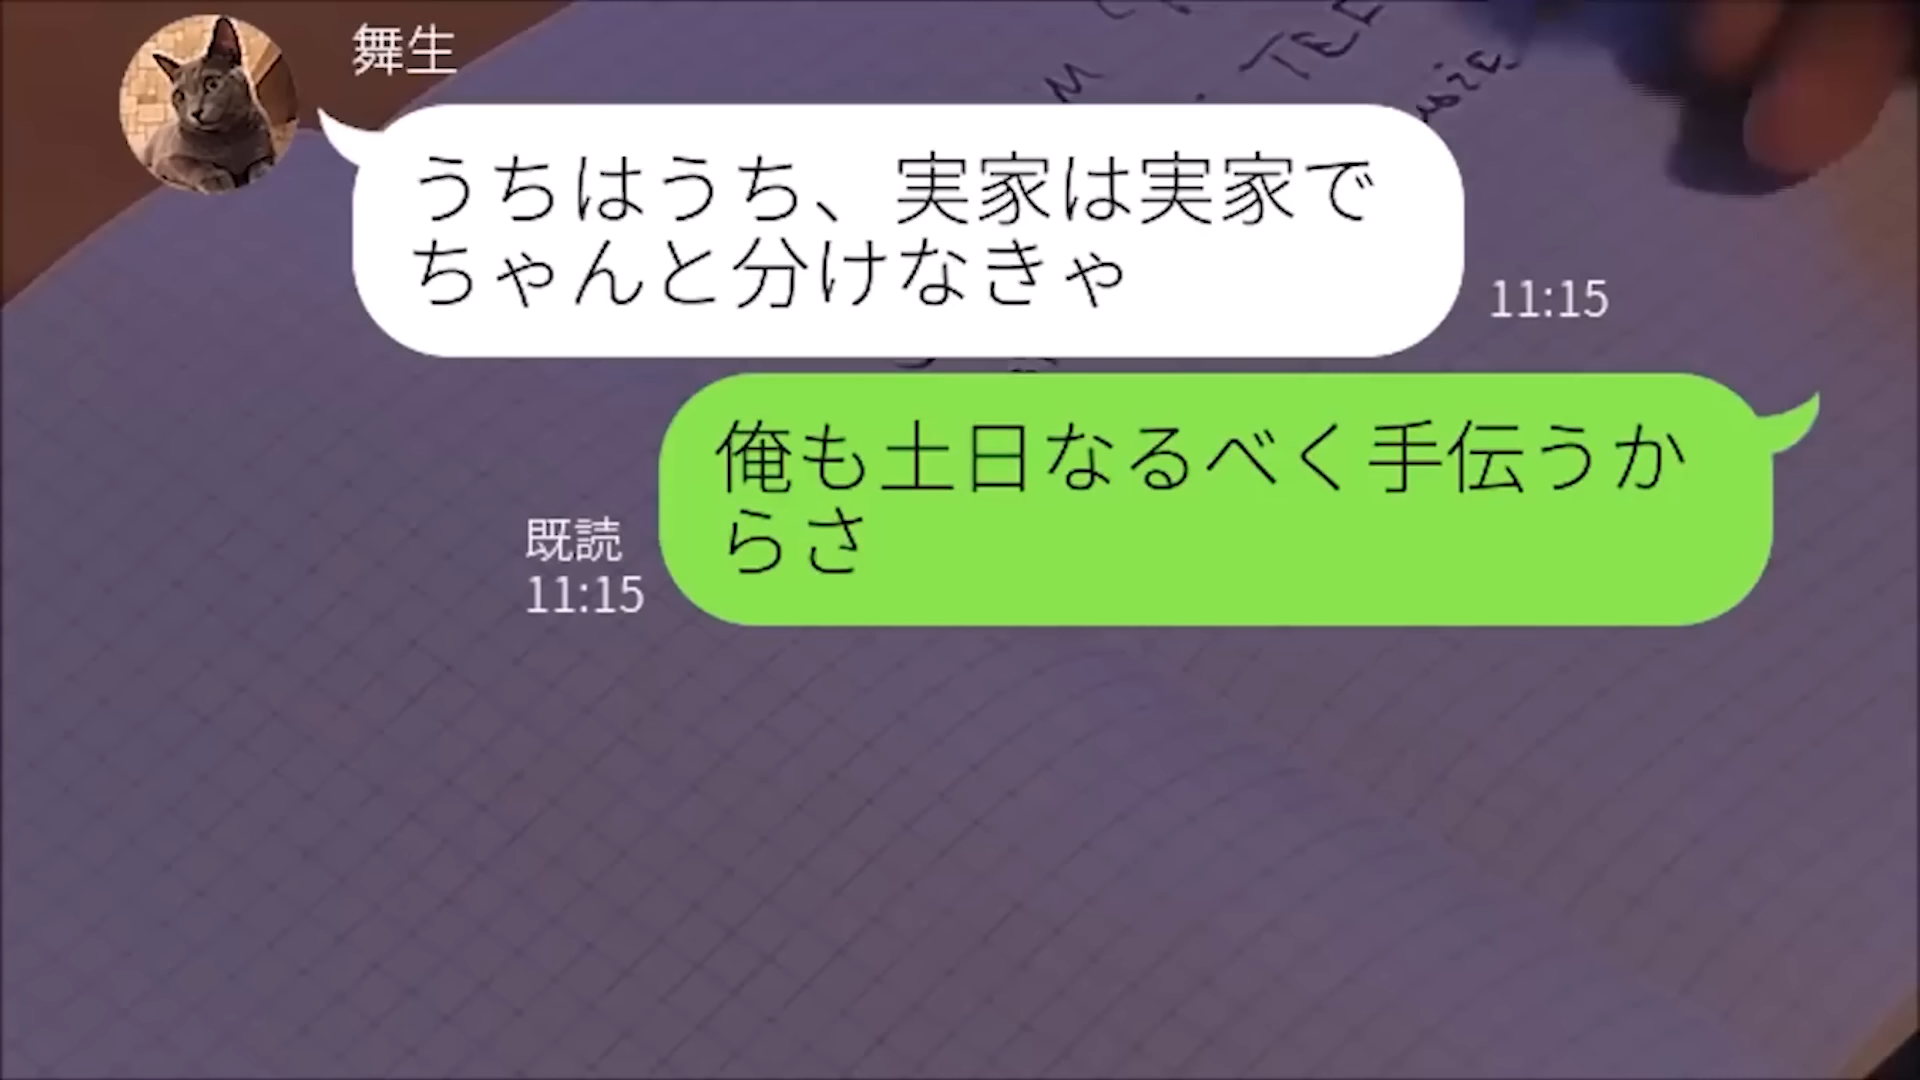 舞生
うちはうち、実家は実家で
ちゃんと分けなきゃ
11:15
俺も土日なるべく手伝うか
らさ
既読
11:15